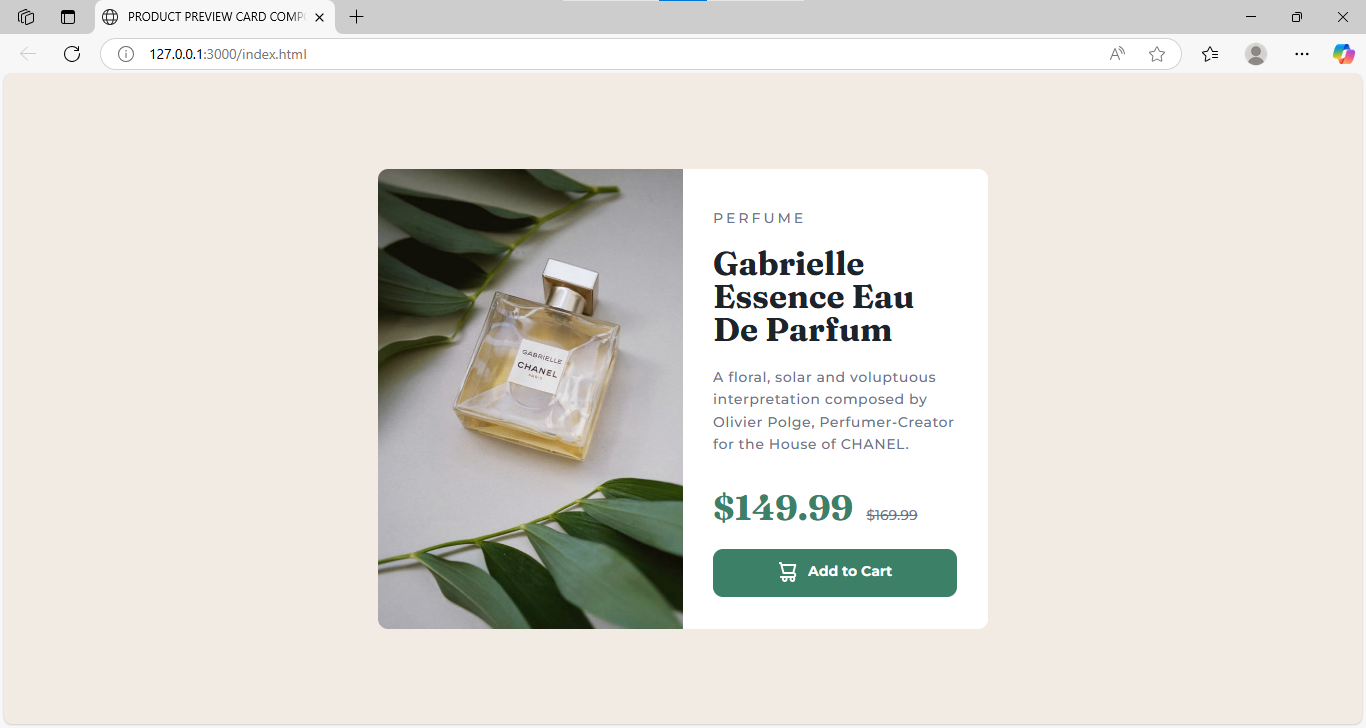 PRODUCT PREVIEW CARD COMP
127.0.0.1:3000/index.html
GABRIELLE
CHANEL
PARIS
PERFUME
Gabrielle
Essence Eau
De Parfum
A floral, solar and voluptuous
interpretation composed by
Olivier Polge, Perfumer-Creator
for the House of CHANEL.
$149.99 $169.99
Add to Cart